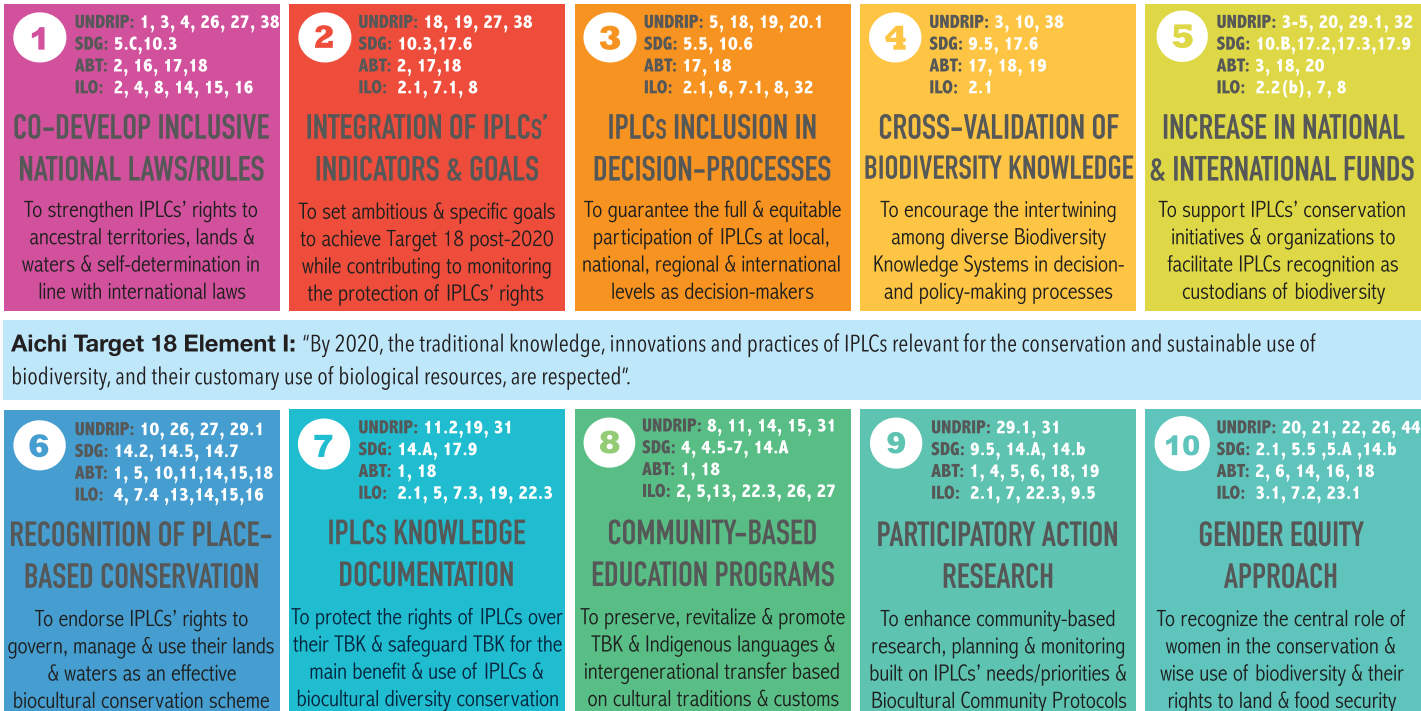 1
UNDRIP: 1, 3, 4, 26, 27, 38
SDG: 5.C,10.3
ABT: 2, 16, 17,18
ILO: 2, 4, 8, 14, 15, 16
CO-DEVELOP INCLUSIVE
NATIONAL LAWS/RULES
To strengthen IPLCs' rights to
ancestral territories, lands &
waters & self-determination in
line with international laws
2
UNDRIP: 18, 19, 27, 38
SDG: 10.3,17.6
ABT: 2, 17,18
ILO: 2.1, 7.1, 8
INTEGRATION OF IPLCs'
INDICATORS & GOALS
To set ambitious & specific goals
to achieve Target 18 post-2020
while contributing to monitoring
the protection of IPLCs' rights
3
UNDRIP: 5, 18, 19, 20.1
SDG: 5.5, 10.6
ABT: 17, 18
ILO: 2.1, 6, 7.1, 8, 32
IPLCs INCLUSION IN
DECISION-PROCESSES
To guarantee the full & equitable
participation of IPLCs at local,
national, regional & international
levels as decision-makers
4
UNDRIP: 3, 10, 38
SDG: 9.5, 17.6
ABT: 17, 18, 19
ILO: 2.1
CROSS-VALIDATION OF
BIODIVERSITY KNOWLEDGE
To encourage the intertwining
among diverse Biodiversity
Knowledge Systems in decision-
and policy-making processes
5
UNDRIP: 3-5, 20, 29.1, 32
SDG: 10.B,17.2,17.3,17.9
ABT: 3, 18, 20
ILO: 2.2(b), 7, 8
INCREASE IN NATIONAL
& INTERNATIONAL FUNDS
To support IPLCs' conservation
initiatives & organizations to
facilitate IPLCs recognition as
custodians of biodiversity
Aichi Target 18 Element I: "By 2020, the traditional knowledge, innovations and practices of IPLCs relevant for the conservation and sustainable use of
biodiversity, and their customary use of biological resources, are respected".
6
UNDRIP: 10, 26, 27, 29.1
SDG: 14.2, 14.5, 14.7
ABT: 1, 5, 10,11,14,15,18
ILO: 4, 7.4 ,13,14,15,16
RECOGNITION OF PLACE-
BASED CONSERVATION
To endorse IPLCs' rights to
govern, manage & use their lands
& waters as an effective
biocultural conservation scheme
7
UNDRIP: 11.2,19, 31
SDG: 14.A, 17.9
ABT: 1, 18
ILO: 2.1, 5, 7.3, 19, 22.3
IPLCs KNOWLEDGE
DOCUMENTATION
To protect the rights of IPLCs over
their TBK & safeguard TBK for the
main benefit & use of IPLCs &
biocultural diversity conservation
8
UNDRIP: 8, 11, 14, 15, 31
SDG: 4, 4.5-7, 14.A
ABT: 1, 18
ILO: 2, 5,13, 22.3, 26, 27
COMMUNITY-BASED
EDUCATION PROGRAMS
To preserve, revitalize & promote
TBK & Indigenous languages &
intergenerational transfer based
on cultural traditions & customs
9
UNDRIP: 29.1, 31
SDG: 9.5, 14.A, 14.b
ABT: 1, 4, 5, 6, 18, 19
ILO: 2.1, 7, 22.3, 9.5
PARTICIPATORY ACTION
RESEARCH
To enhance community-based
research, planning & monitoring
built on IPLCs' needs/priorities &
Biocultural Community Protocols
10
UNDRIP: 20, 21, 22, 26, 44
SDG: 2.1, 5.5 ,5.A ,14.b
ABT: 2, 6, 14, 16, 18
ILO: 3.1, 7.2, 23.1
GENDER EQUITY
APPROACH
To recognize the central role of
women in the conservation &
wise use of biodiversity & their
rights to land & food security